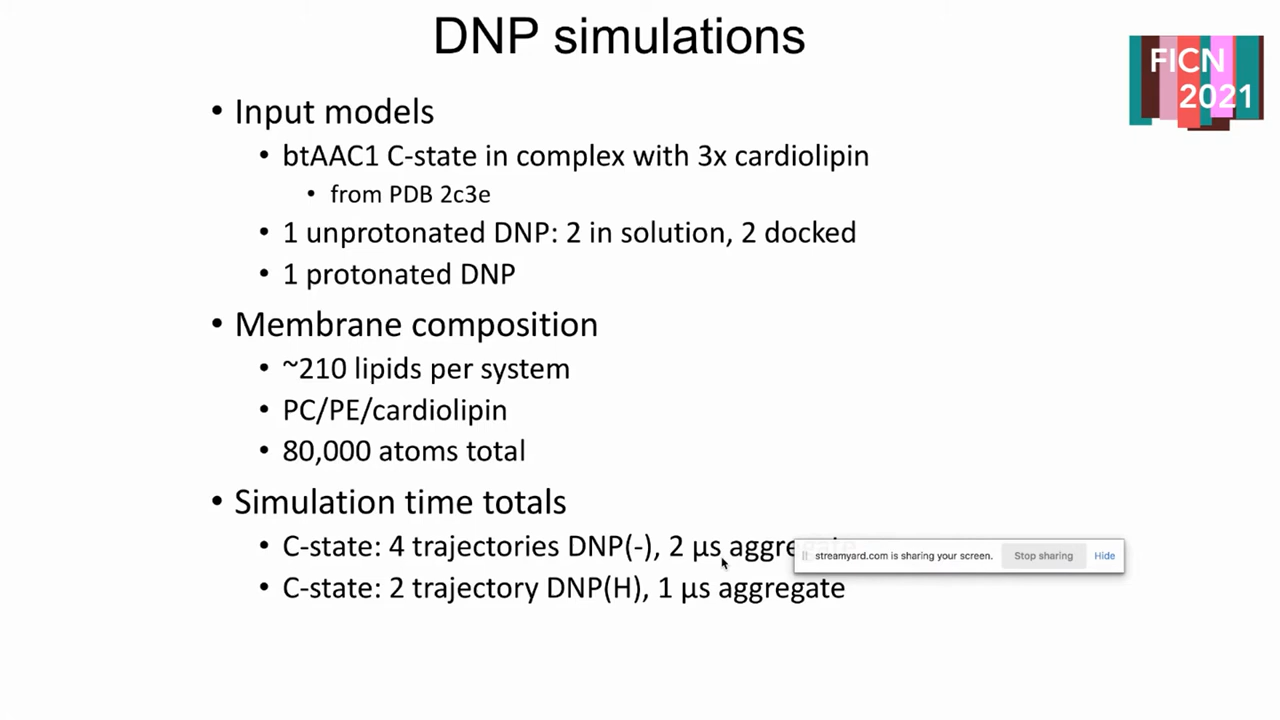 DNP simulations
FICN
2021
• Input models
• btAAC1 C-state in complex with 3x cardiolipin
• from PDB 2c3e
• 1 unprotonated DNP: 2 in solution, 2 docked
• 1 protonated DNP
• Membrane composition
• ~210 lipids per system
• PC/PE/cardiolipin
• 80,000 atoms total
• Simulation time totals
• C-state: 4 trajectories DNP(-), 2 μs aggregate
streamyard.com is sharing your screen. Stop sharing Hide
• C-state: 2 trajectory DNP(H), 1 μs aggregate